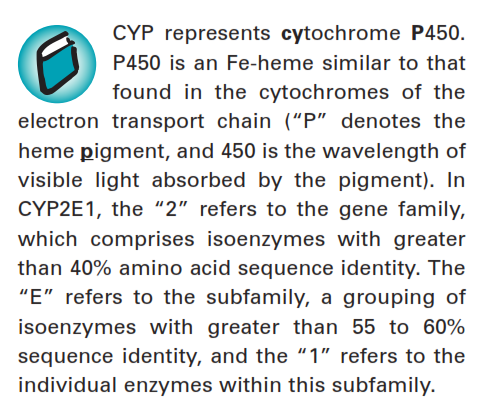 CYP represents cytochrome P450.
P450 is an Fe-heme similar to that
found in the cytochromes of the
electron transport chain (“P” denotes the
heme pigment, and 450 is the wavelength of
visible light absorbed by the pigment). In
CYP2E1, the “2” refers to the gene family,
which comprises isoenzymes with greater
than 40% amino acid sequence identity. The
“E” refers to the subfamily, a grouping of
isoenzymes with greater than 55 to 60%
sequence identity, and the “1” refers to the
individual enzymes within this subfamily.